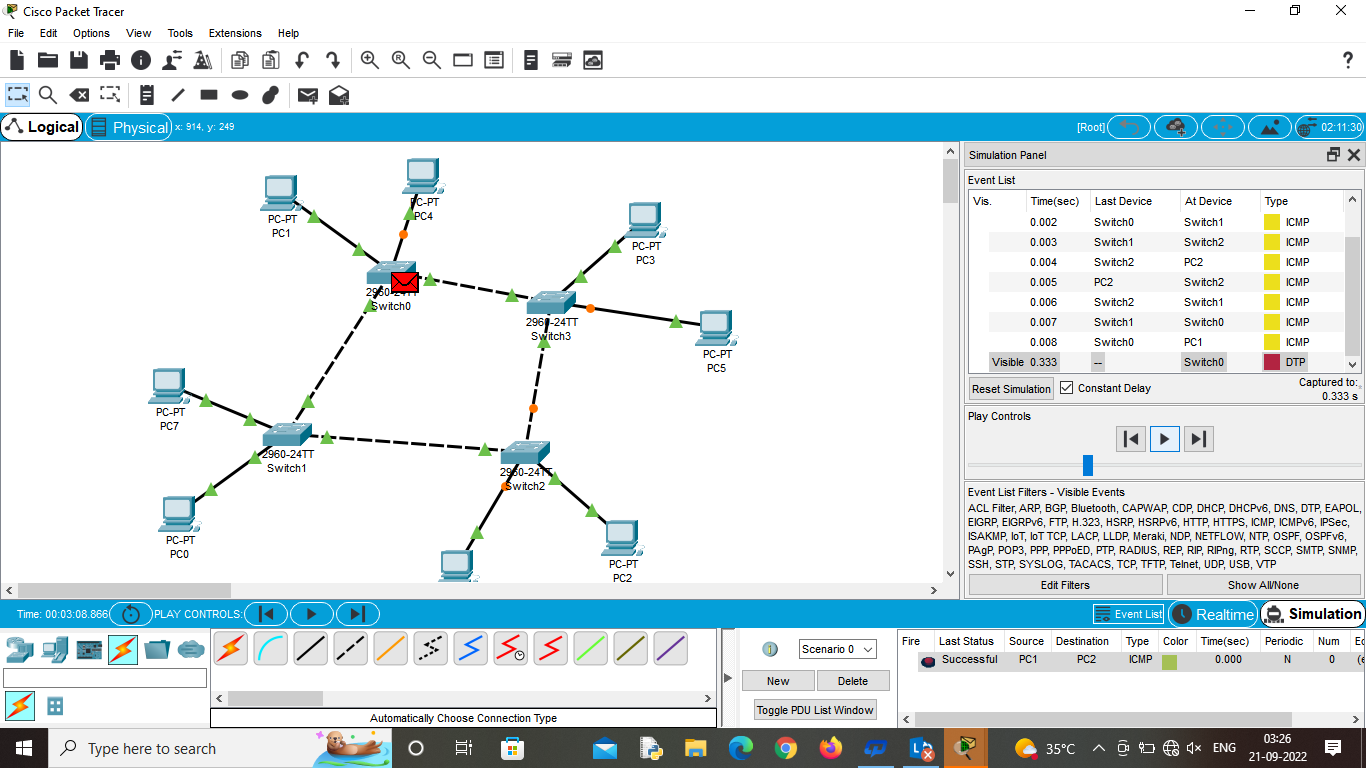 Cisco Packet Tracer
File Edit Options View Tools Extensions Help
?
Logical Physical x: 914, y: 249 [Root] 02:11:30
PC-PT
PC1
PC-PT
PC4
PC-PT
PC3
2960-24TT
Switch0
2960-24TT
Switch3
PC-PT
PC5
PC-PT
PC7
2960-24TT
Switch1
2960-24TT
Switch2
PC-PT
PC0
PC-PT
PC2
Simulation Panel
Event List
Vis. Time(sec) Last Device At Device Type
0.002 Switch0 Switch1 ICMP
0.003 Switch1 Switch2 ICMP
0.004 Switch2 PC2 ICMP
0.005 PC2 Switch2 ICMP
0.006 Switch2 Switch1 ICMP
0.007 Switch1 Switch0 ICMP
0.008 Switch0 PC1 ICMP
Visible 0.333 -- Switch0 DTP
Reset Simulation Constant Delay Captured to:
0.333 s
Play Controls
Event List Filters - Visible Events
ACL Filter, ARP, BGP, Bluetooth, CAPWAP, CDP, DHCP, DHCPv6, DNS, DTP, EAPOL,
EIGRP, EIGRPv6, FTP, H.323, HSRP, HSRPv6, HTTP, HTTPS, ICMP, ICMPv6, IPSec,
ISAKMP, IoT, IoT TCP, LACP, LLDP, Meraki, NDP, NETFLOW, NTP, OSPF, OSPFv6,
PAgP, POP3, PPP, PPPoED, PTP, RADIUS, REP, RIP, RIPng, RTP, SCCP, SMTP, SNMP,
SSH, STP, SYSLOG, TACACS, TCP, TFTP, Telnet, UDP, USB, VTP
Edit Filters Show All/None
Time: 00:03:08.866 PLAY CONTROLS: Event List Realtime Simulation
Scenario 0
New Delete
Toggle PDU List Window
Fire Last Status Source Destination Type Color Time(sec) Periodic Num Ec
Successful PC1 PC2 ICMP 0.000 N 0 (e
Automatically Choose Connection Type
Type here to search
35°C ENG 03:26
21-09-2022